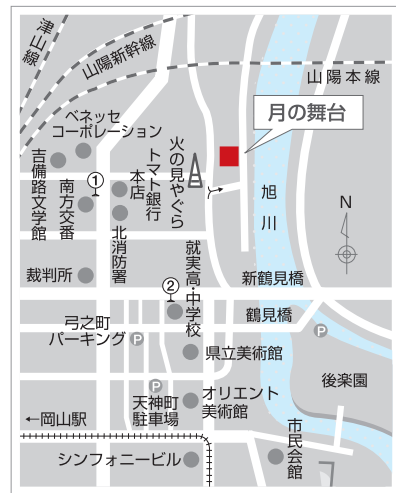 津山線
山陽新幹線
山陽本線
ベネッセ
コーポレーション
月の舞台
火の見やぐら
トマト銀行
本店
吉備路文学館
南方交番
①
北消防署
旭川
N
裁判所
就実高・中学校
新鶴見橋
②
鶴見橋
弓之町
パーキング
P
P
県立美術館
P
天神町
駐車場
オリエント
美術館
後楽園
←岡山駅
市民会館
シンフォニービル